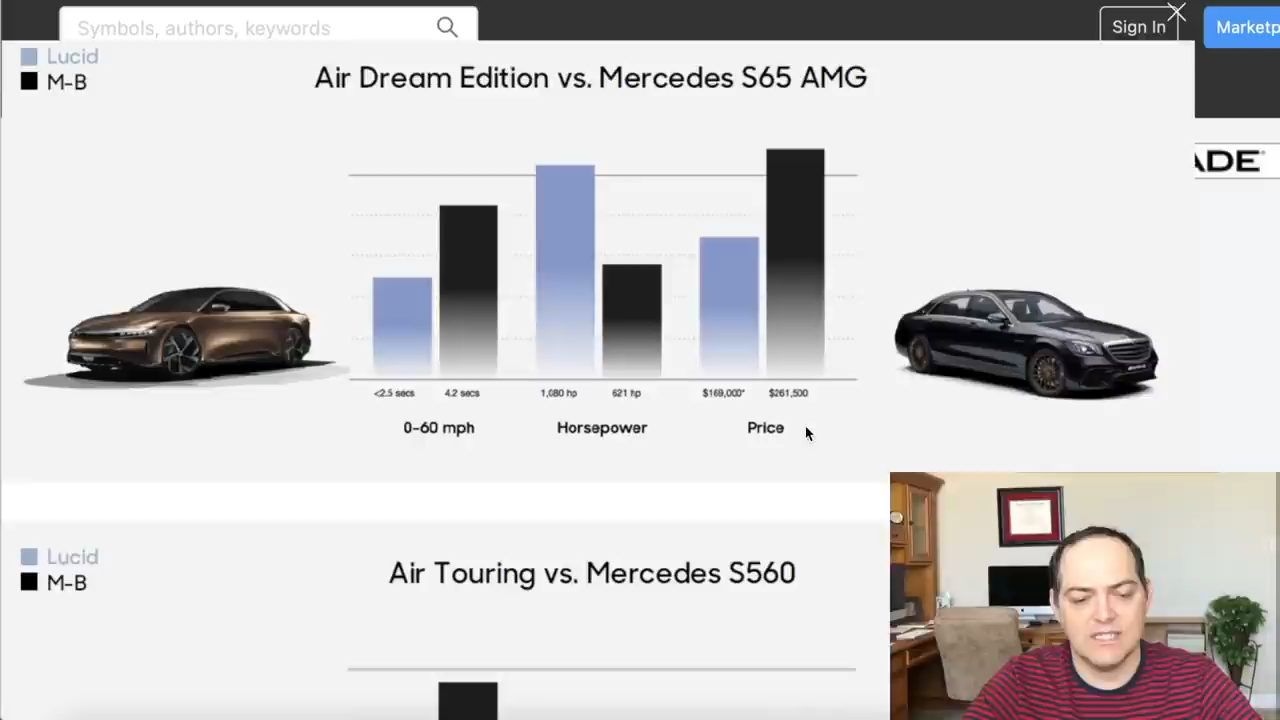 Symbols, authors, keywords
Sign In
Marketp
Lucid
M-B
Air Dream Edition vs. Mercedes S65 AMG
ADE
<2.5 secs 4.2 secs 1,080 hp 621 hp $169,000* $261,500
0-60 mph Horsepower Price
Lucid
M-B
Air Touring vs. Mercedes S560